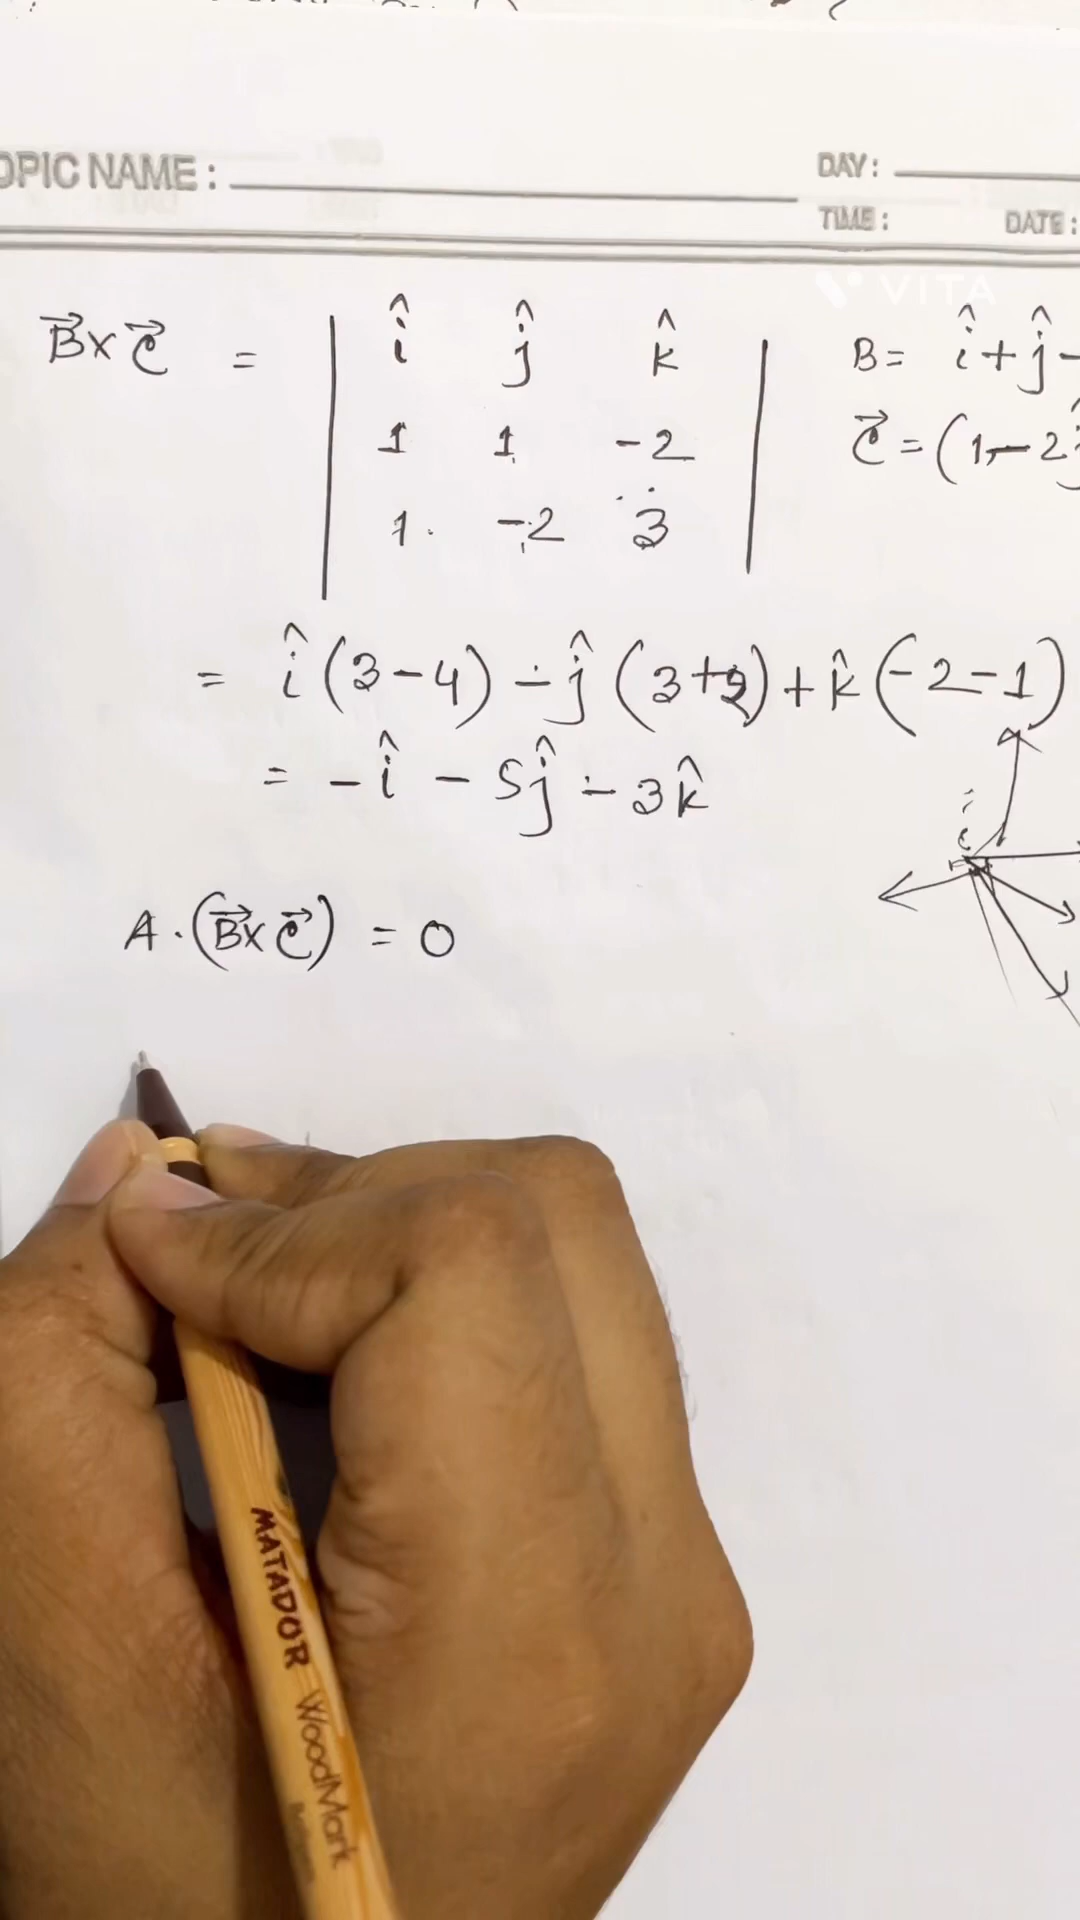 OPIC NAME :
DAY :
TIME : DATE :
VITA
B⃗ × C⃗ = | î ĵ k̂ | B = î + ĵ -
1 1 -2 C⃗ = (1, -2
1 -2 3
= î (3-4) - ĵ (3+2) + k̂ (-2-1)
= -î - 5ĵ - 3k̂
A · (B⃗ × C⃗) = 0
MATADOR WoodMark